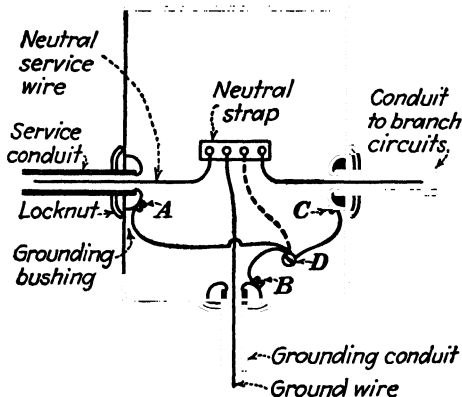 Neutral
service
wire
Neutral
strap
Conduit
to branch
circuits
Service
conduit
Locknut
A
C
Grounding
bushing
D
B
Grounding conduit
Ground wire